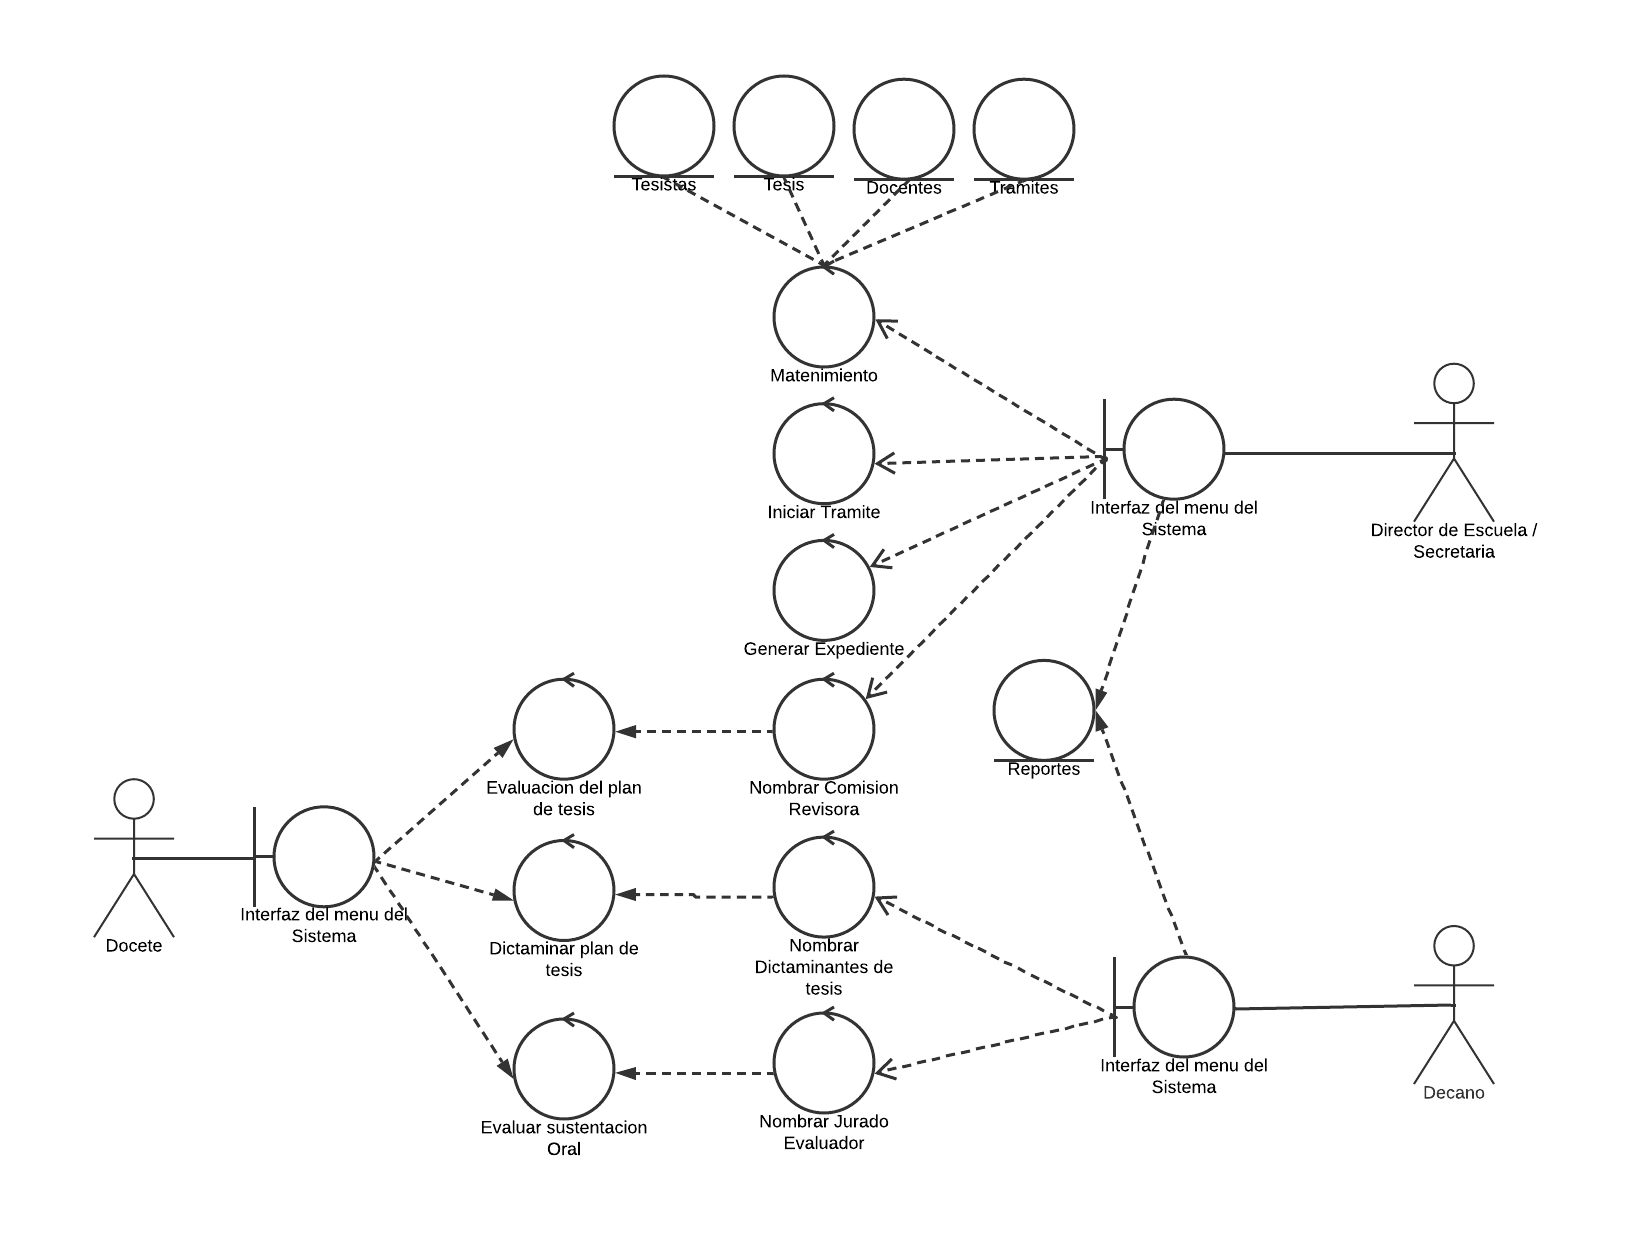 Tesistas
Tesis
Docentes
Tramites
Matenimiento
Iniciar Tramite
Interfaz del menu del
Sistema
Director de Escuela /
Secretaria
Generar Expediente
Reportes
Evaluacion del plan
de tesis
Nombrar Comision
Revisora
Interfaz del menu del
Sistema
Docete
Dictaminar plan de
tesis
Nombrar
Dictaminantes de
tesis
Interfaz del menu del
Sistema
Decano
Evaluar sustentacion
Oral
Nombrar Jurado
Evaluador